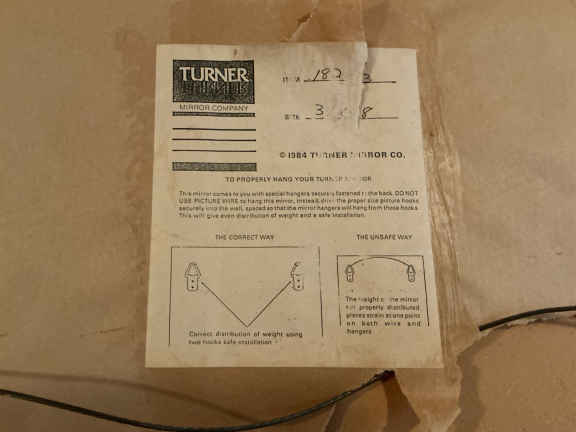 TURNER
MIRROR COMPANY
© 1984 TURNER MIRROR CO.
TO PROPERLY HANG YOUR TURNER MIRROR
This mirror comes to you with special hangers securely fastened to the back. DO NOT
USE PICTURE WIRE to hang this mirror, instead, drive the proper size picture hooks
securely into the wall, spaced so that the mirror hangers will hang from those hooks.
This will give even distribution of weight and a safe installation.
THE CORRECT WAY
Correct distribution of weight using
two hooks safe installation
THE UNSAFE WAY
The weight of the mirror
not properly distributed
places strain at one point
on both wire and
hangers